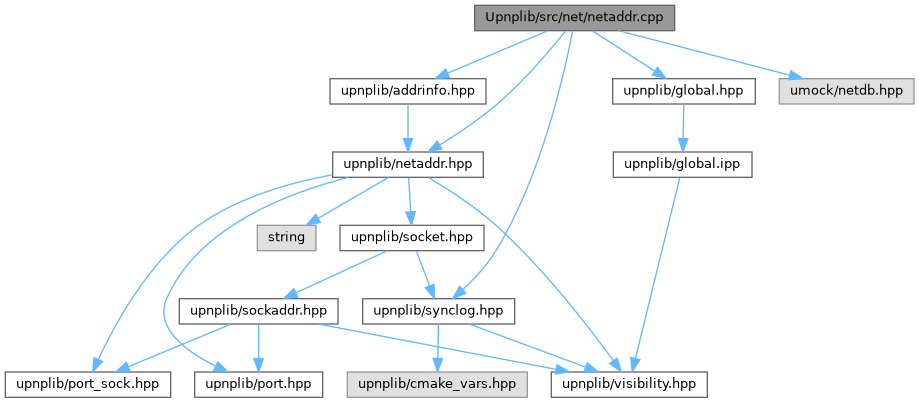 Upnplib/src/net/netaddr.cpp
upnplib/addrinfo.hpp
upnplib/global.hpp
umock/netdb.hpp
upnplib/netaddr.hpp
upnplib/global.ipp
string
upnplib/socket.hpp
upnplib/sockaddr.hpp
upnplib/synclog.hpp
upnplib/port_sock.hpp
upnplib/port.hpp
upnplib/cmake_vars.hpp
upnplib/visibility.hpp